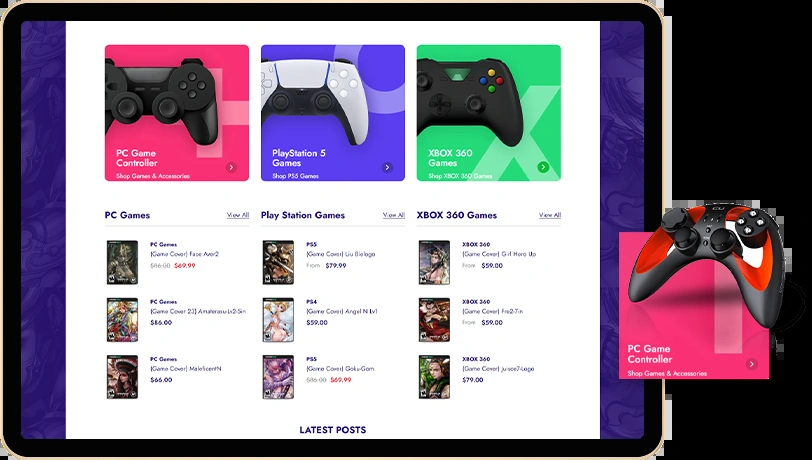 PC Game
Controller
Shop Games & Accessories
PlayStation 5
Games
Shop PS5 Games
XBOX 360
Games
Shop XBOX 360 Games
PC Games
View All
PC Games
(Game Cover) Face Aver2
$86.00 $69.99
PC Games
(Game Cover 23) Amaterasu-Lv2-Sin
$86.00
PC Games
(Game Cover) MaleficentN
$66.00
Play Station Games
View All
PS5
(Game Cover) Liu Bielaga
From $79.99
PS4
(Game Cover) Angel N Lv1
$59.00
PS5
(Game Cover) Goku-Gam
$86.00 $69.99
XBOX 360 Games
View All
XBOX 360
(Game Cover) Girl Hero Up
From $59.00
XBOX 360
(Game Cover) Fre2-7in
From $59.00
XBOX 360
(Game Cover) Juisce7-Logo
$79.00
LATEST POSTS
PC Game
Controller
Shop Games & Accessories